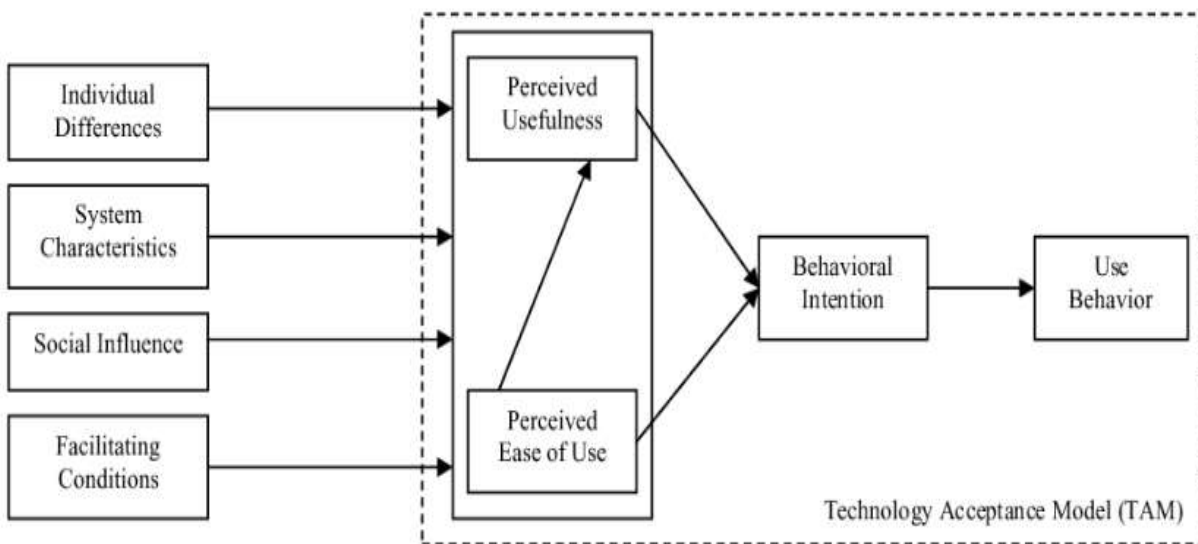 Individual
Differences
System
Characteristics
Social Influence
Facilitating
Conditions
Perceived
Usefulness
Perceived
Ease of Use
Behavioral
Intention
Use
Behavior
Technology Acceptance Model (TAM)